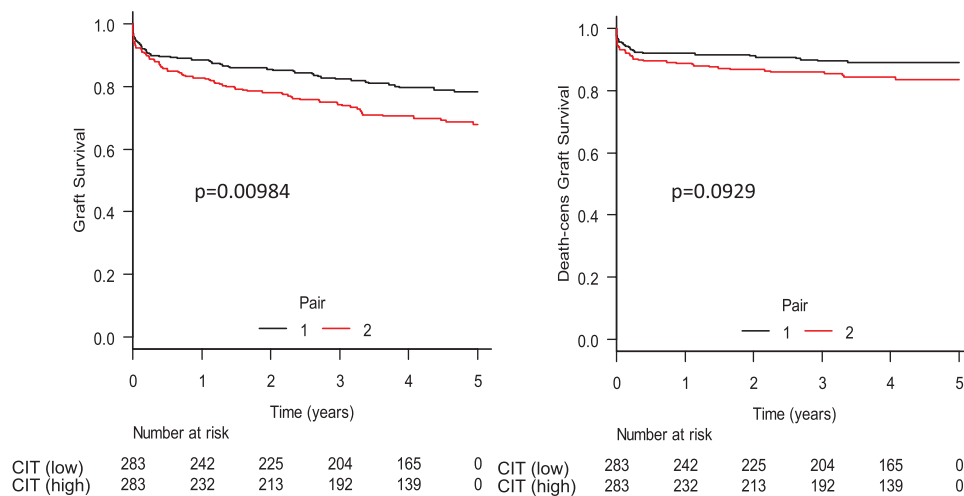 1.0
0.8
0.6
0.4
0.2
0.0
Graft Survival
p=0.00984
Pair
1 2
0 1 2 3 4 5
Time (years)
Number at risk
CIT (low) 283 242 225 204 165 0
CIT (high) 283 232 213 192 139 0
1.0
0.8
0.6
0.4
0.2
0.0
Death-cens Graft Survival
p=0.0929
Pair
1 2
0 1 2 3 4 5
Time (years)
Number at risk
CIT (low) 283 242 225 204 165 0
CIT (high) 283 232 213 192 139 0